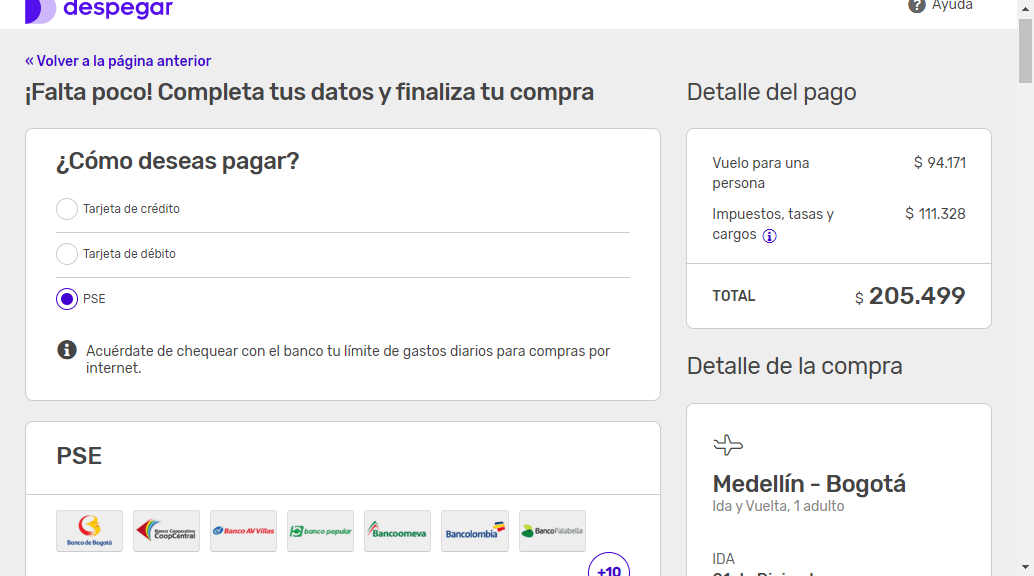 despegar
Ayuda
« Volver a la página anterior
¡Falta poco! Completa tus datos y finaliza tu compra
¿Cómo deseas pagar?
Tarjeta de crédito
Tarjeta de débito
PSE
Acuérdate de chequear con el banco tu límite de gastos diarios para compras por
internet.
PSE
Banco de Bogotá
Banco Cooperativo
CoopCentral
Banco AV Villas
banco popular
Bancoomeva
Bancolombia
Banco Falabella
+10
Detalle del pago
Vuelo para una
persona
$ 94.171
Impuestos, tasas y
cargos
$ 111.328
TOTAL
$ 205.499
Detalle de la compra
Medellín - Bogotá
Ida y Vuelta, 1 adulto
IDA